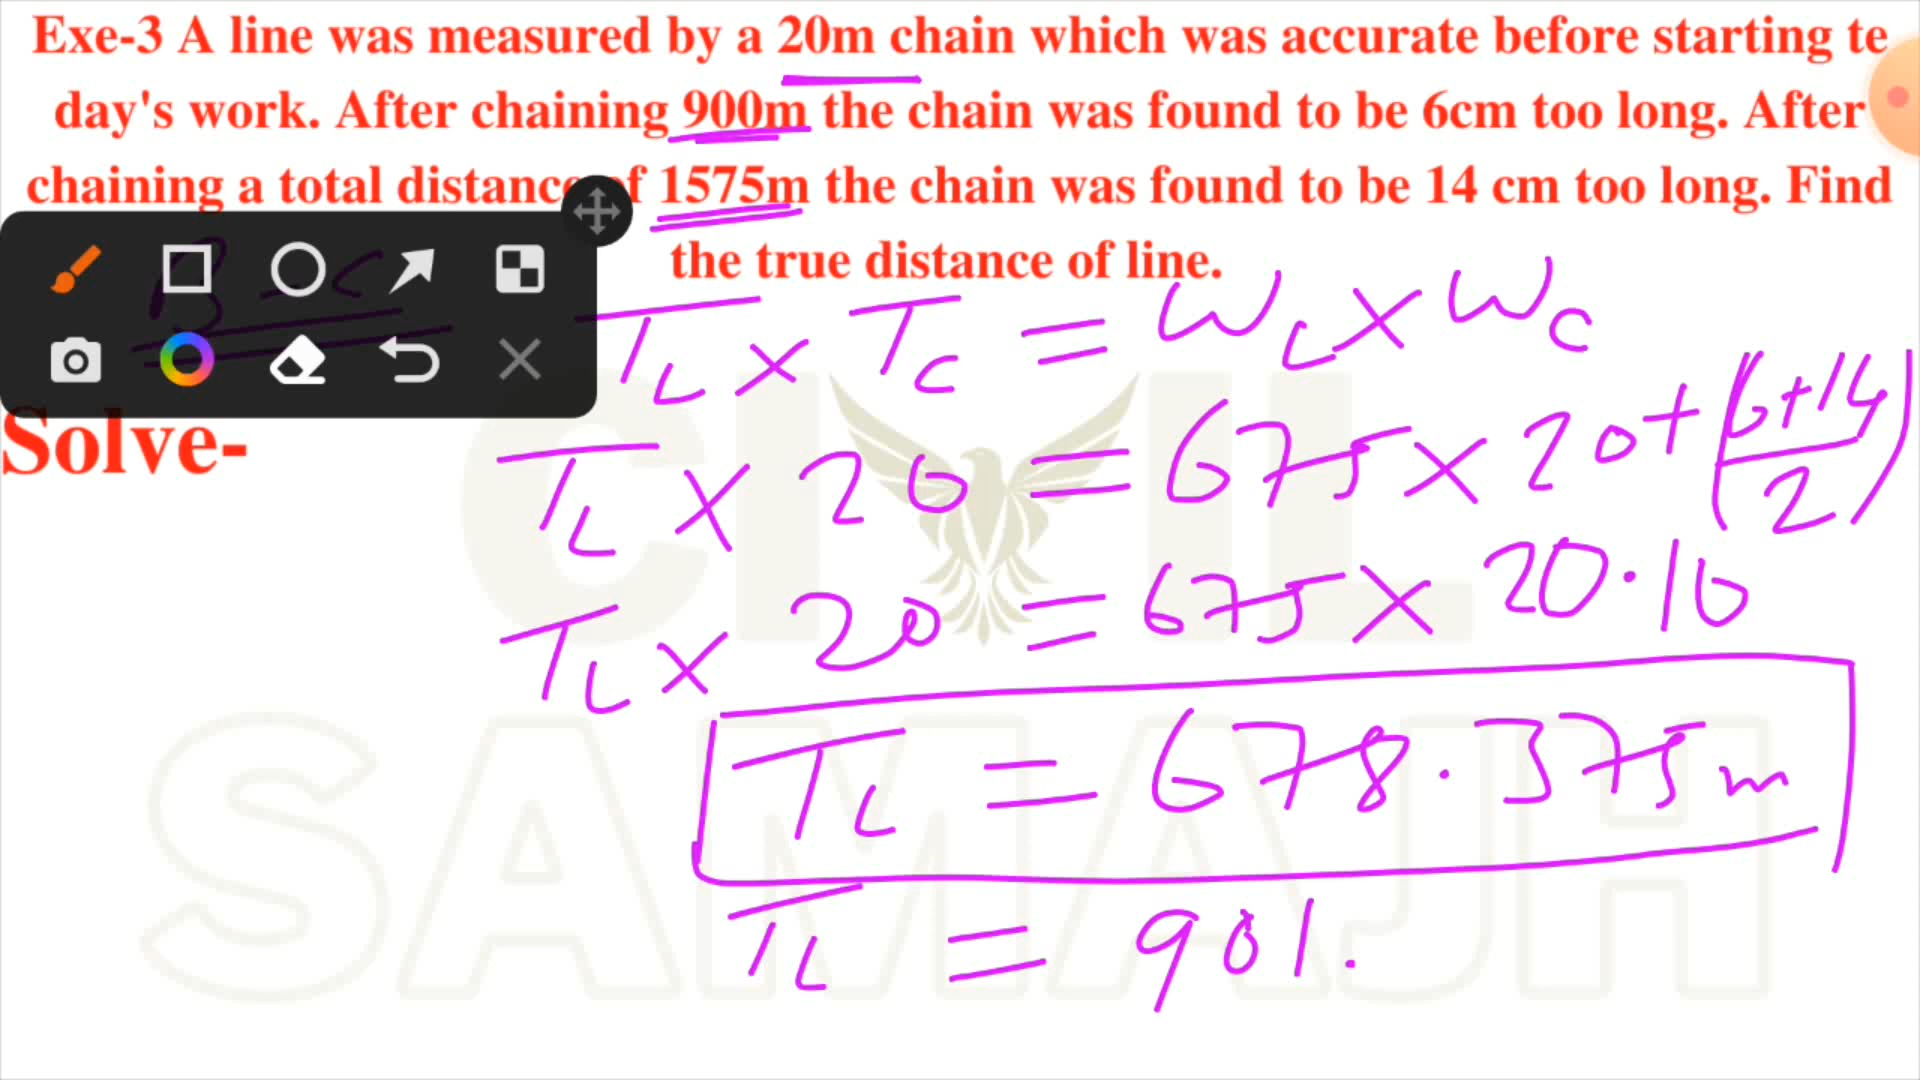 Exe-3 A line was measured by a 20m chain which was accurate before starting te
day's work. After chaining 900m the chain was found to be 6cm too long. After
chaining a total distance of 1575m the chain was found to be 14 cm too long. Find
the true distance of line.
B - C
TL × TC = WL × WC
Solve-
TL × 20 = 675 × 20 + (6+14/2)
TL × 20 = 675 × 20.10
TL = 678.375 m
TL = 901.
CIVIL
SAMAJH